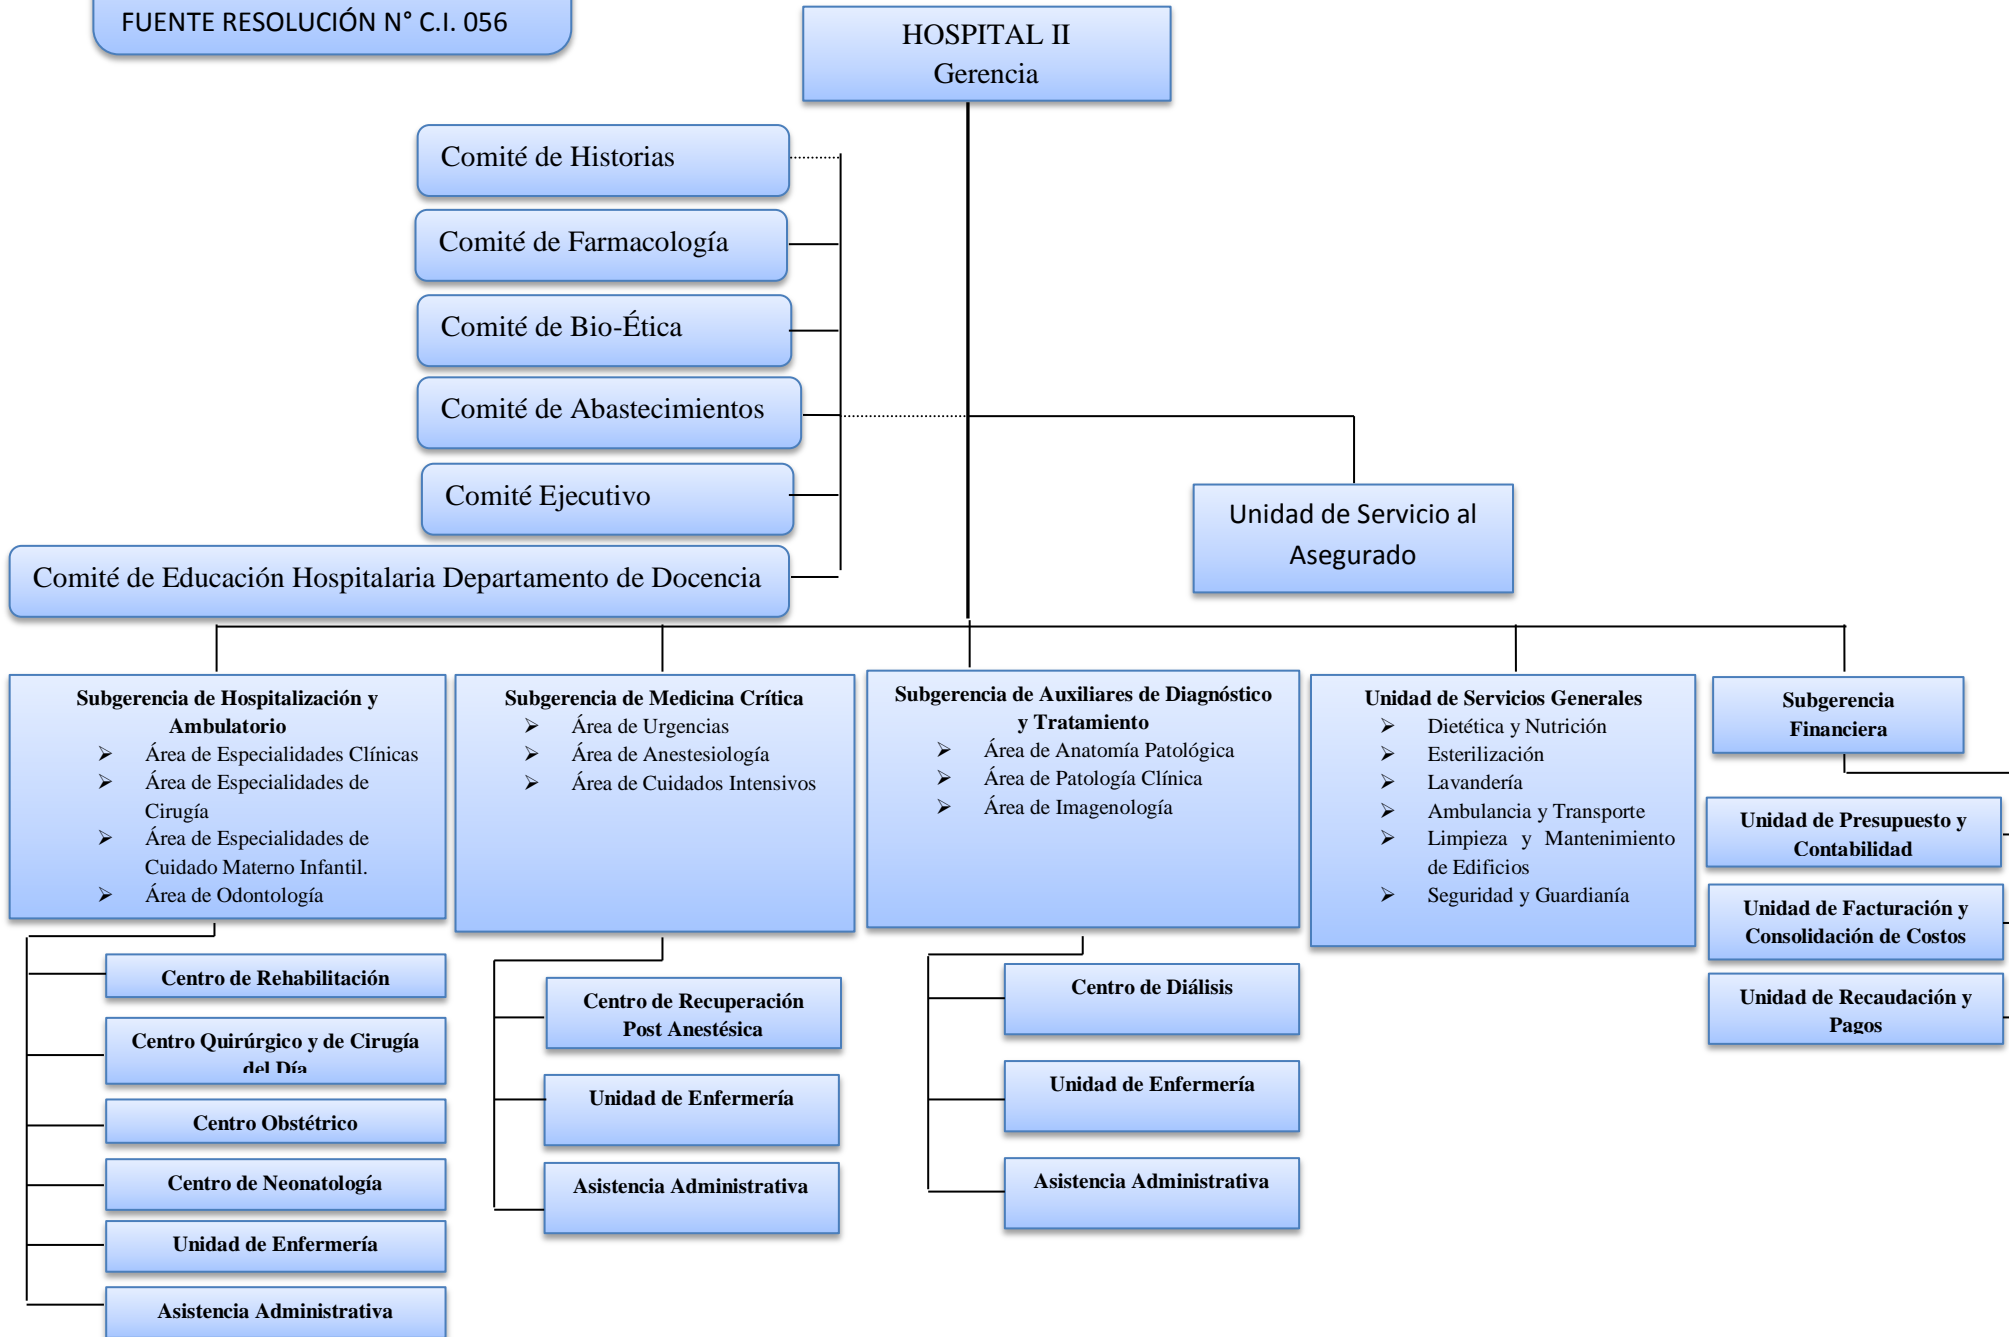 FUENTE RESOLUCIÓN N° C.I. 056
HOSPITAL II
Gerencia
Comité de Historias
Comité de Farmacología
Comité de Bio-Ética
Comité de Abastecimientos
Comité Ejecutivo
Comité de Educación Hospitalaria Departamento de Docencia
Unidad de Servicio al
Asegurado
Subgerencia de Hospitalización y
Ambulatorio
➢ Área de Especialidades Clínicas
➢ Área de Especialidades de
Cirugía
➢ Área de Especialidades de
Cuidado Materno Infantil.
➢ Área de Odontología
Centro de Rehabilitación
Centro Quirúrgico y de Cirugía
del Día
Centro Obstétrico
Centro de Neonatología
Unidad de Enfermería
Asistencia Administrativa
Subgerencia de Medicina Crítica
➢ Área de Urgencias
➢ Área de Anestesiología
➢ Área de Cuidados Intensivos
Centro de Recuperación
Post Anestésica
Unidad de Enfermería
Asistencia Administrativa
Subgerencia de Auxiliares de Diagnóstico
y Tratamiento
➢ Área de Anatomía Patológica
➢ Área de Patología Clínica
➢ Área de Imagenología
Centro de Diálisis
Unidad de Enfermería
Asistencia Administrativa
Unidad de Servicios Generales
➢ Dietética y Nutrición
➢ Esterilización
➢ Lavandería
➢ Ambulancia y Transporte
➢ Limpieza y Mantenimiento
de Edificios
➢ Seguridad y Guardianía
Subgerencia
Financiera
Unidad de Presupuesto y
Contabilidad
Unidad de Facturación y
Consolidación de Costos
Unidad de Recaudación y
Pagos